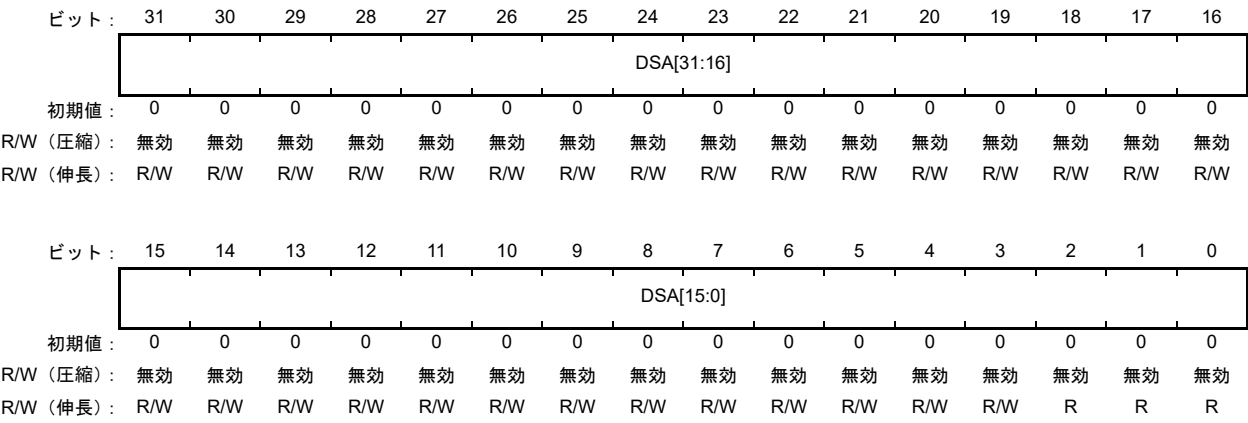 ビット： 31 30 29 28 27 26 25 24 23 22 21 20 19 18 17 16
DSA[31:16]
初期値： 0 0 0 0 0 0 0 0 0 0 0 0 0 0 0 0
R/W（圧縮）： 無効 無効 無効 無効 無効 無効 無効 無効 無効 無効 無効 無効 無効 無効 無効 無効
R/W（伸長）： R/W R/W R/W R/W R/W R/W R/W R/W R/W R/W R/W R/W R/W R/W R/W R/W
ビット： 15 14 13 12 11 10 9 8 7 6 5 4 3 2 1 0
DSA[15:0]
初期値： 0 0 0 0 0 0 0 0 0 0 0 0 0 0 0 0
R/W（圧縮）： 無効 無効 無効 無効 無効 無効 無効 無効 無効 無効 無効 無効 無効 無効 無効 無効
R/W（伸長）： R/W R/W R/W R/W R/W R/W R/W R/W R/W R/W R/W R/W R/W R R R